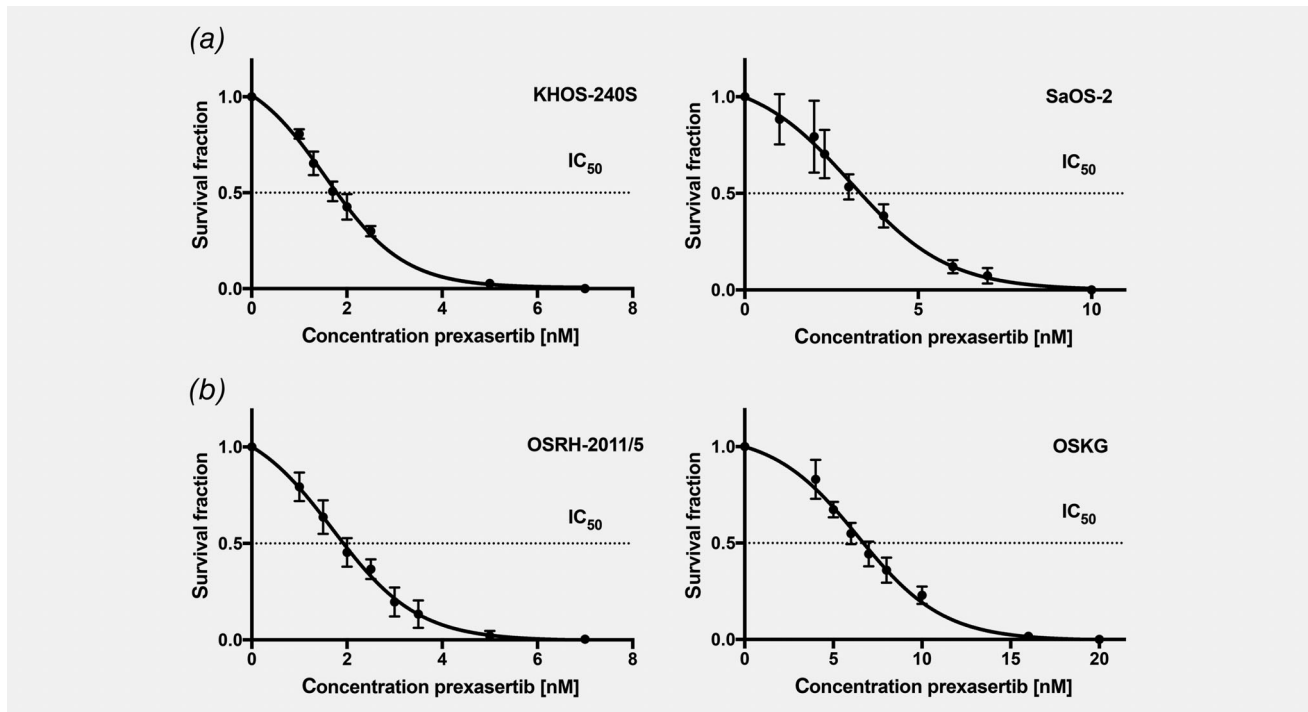 (a)
KHOS-240S
IC50
Survival fraction
1.0
0.5
0.0
0 2 4 6 8
Concentration prexasertib [nM]
SaOS-2
IC50
Survival fraction
1.0
0.5
0.0
0 5 10
Concentration prexasertib [nM]
(b)
OSRH-2011/5
IC50
Survival fraction
1.0
0.5
0.0
0 2 4 6 8
Concentration prexasertib [nM]
OSKG
IC50
Survival fraction
1.0
0.5
0.0
0 5 10 15 20
Concentration prexasertib [nM]